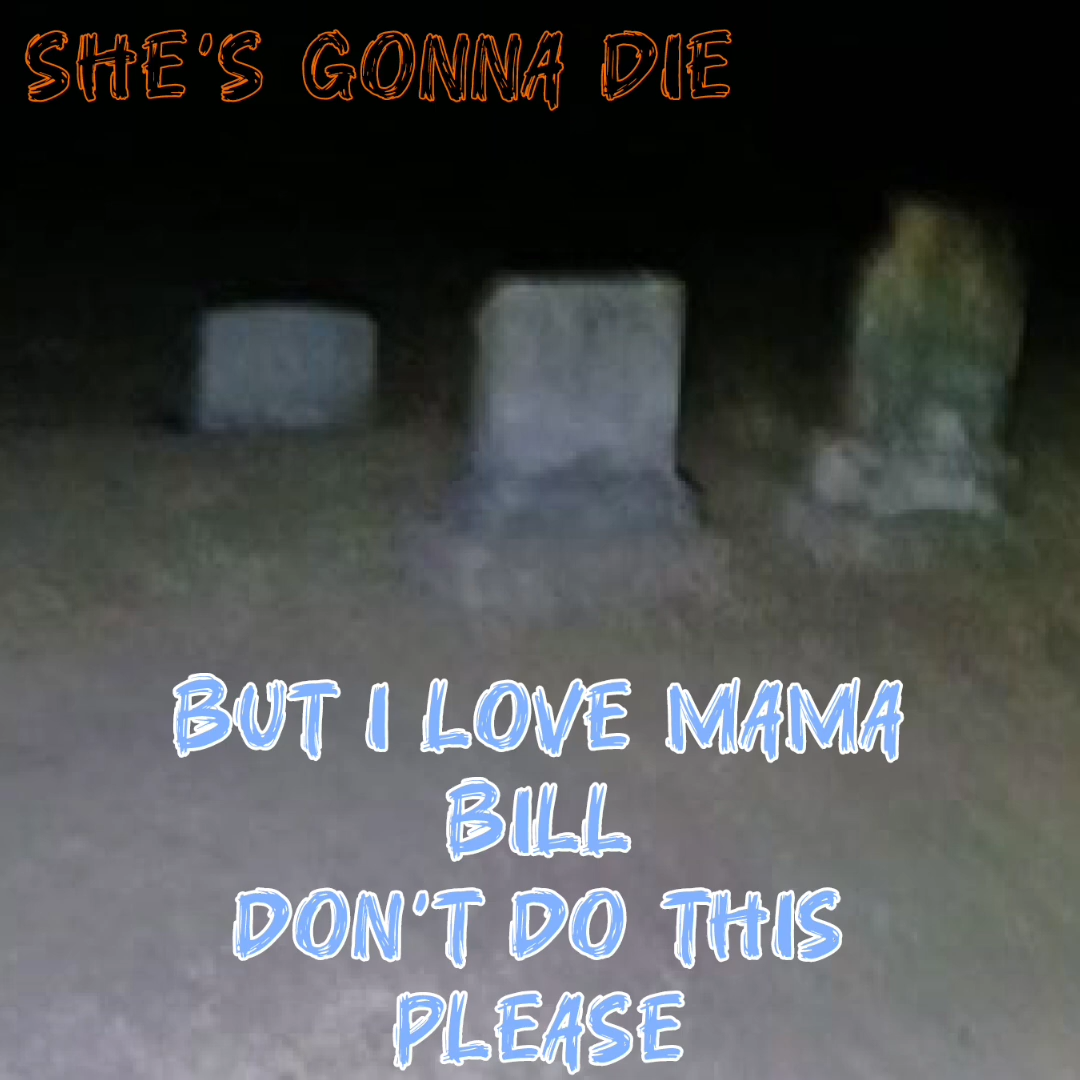 SHE'S GONNA DIE
BUT I LOVE MAMA
BILL
DON'T DO THIS
PLEASE